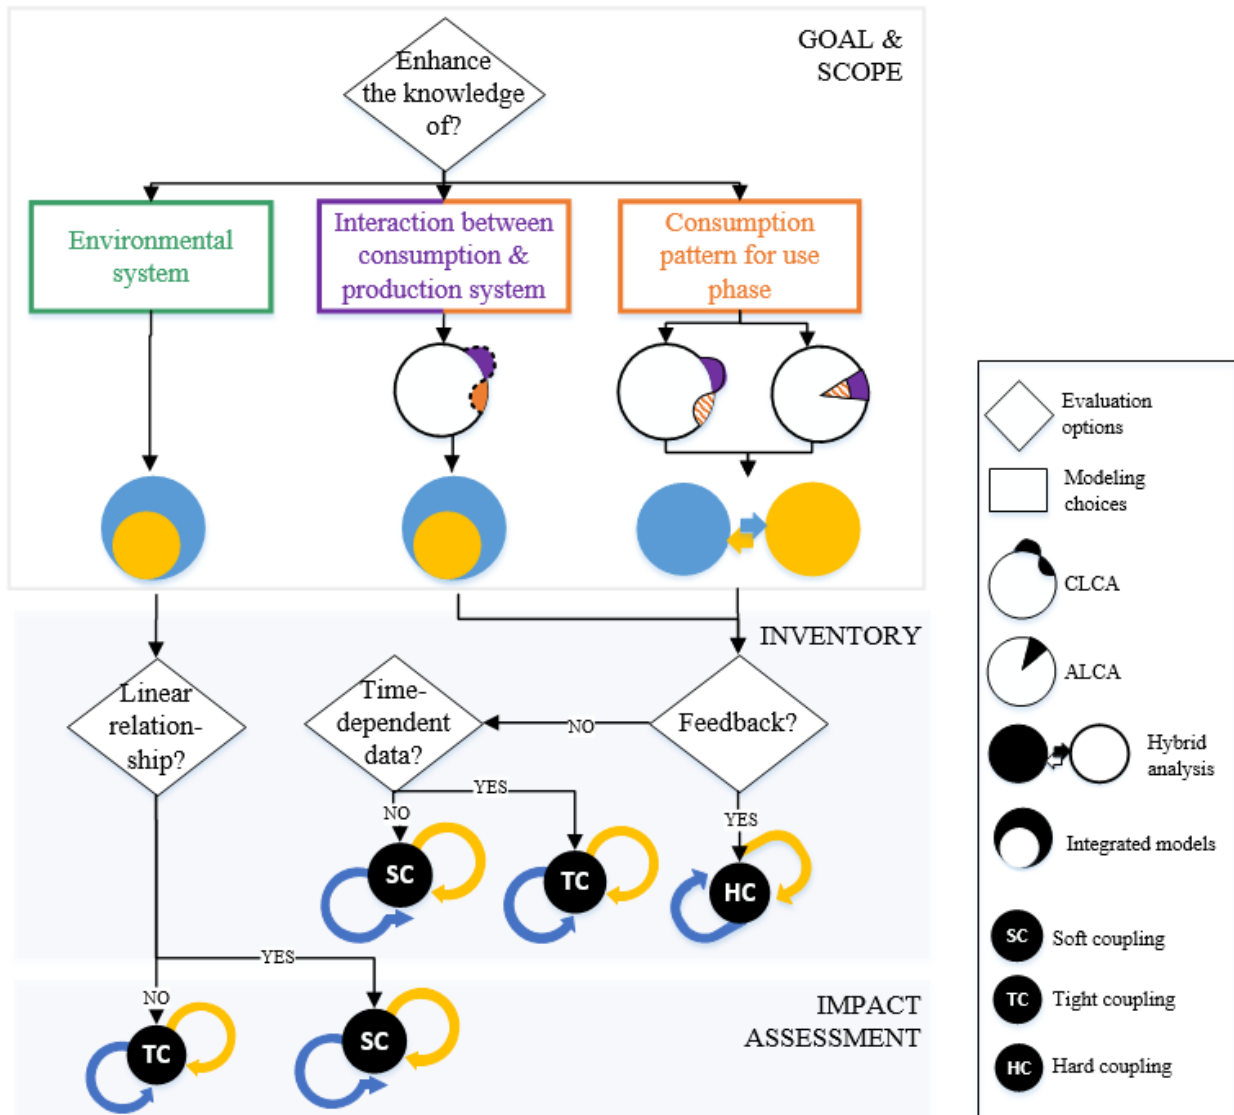 GOAL &
SCOPE
Enhance
the knowledge
of?
Environmental
system
Interaction between
consumption &
production system
Consumption
pattern for use
phase
INVENTORY
Linear
relation-
ship?
Time-
dependent
data?
Feedback?
NO
YES
NO
YES
SC
TC
HC
YES
NO
IMPACT
ASSESSMENT
TC
SC
Evaluation
options
Modeling
choices
CLCA
ALCA
Hybrid
analysis
Integrated models
SC
Soft coupling
TC
Tight coupling
HC
Hard coupling